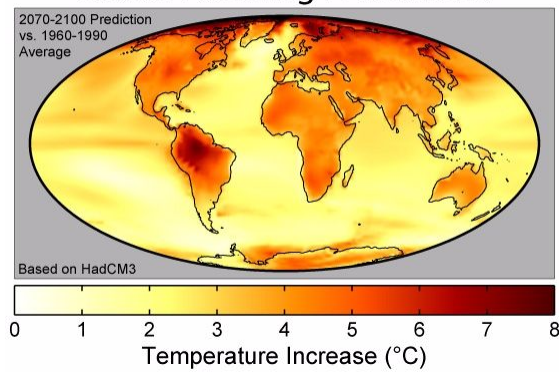 2070-2100 Prediction
vs. 1960-1990
Average
Based on HadCM3
0 1 2 3 4 5 6 7 8
Temperature Increase (°C)